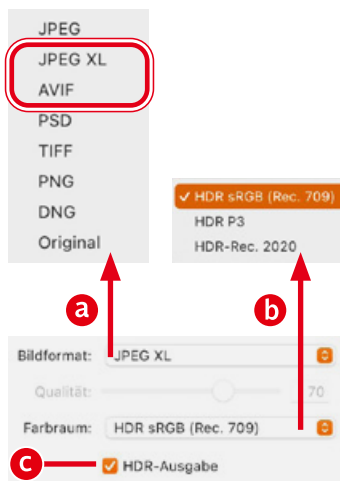 JPEG
JPEG XL
AVIF
PSD
TIFF
PNG
DNG
Original
✓ HDR sRGB (Rec. 709)
HDR P3
HDR-Rec. 2020
a
b
Bildformat: JPEG XL
Qualität: 70
Farbraum: HDR sRGB (Rec. 709)
c
HDR-Ausgabe